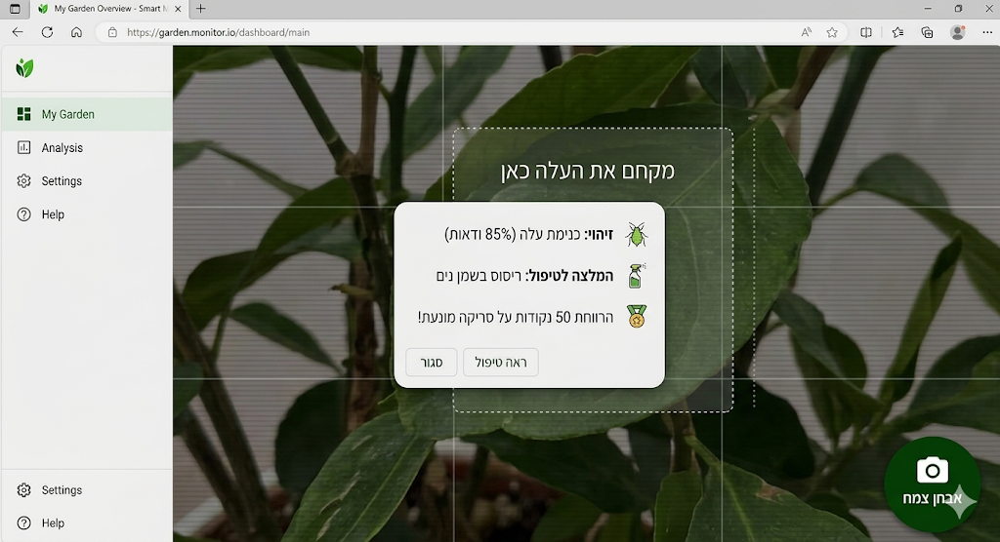 My Garden Overview - Smart M
https://garden.monitor.io/dashboard/main
My Garden
Analysis
Settings
Help
Settings
Help
מקחם את העלה כאן
זיהוי: כנימת עלה (85% ודאות)
המלצה לטיפול: ריסוס בשמן נים
הרווחת 50 נקודות על סריקה מונעת!
ראה טיפול
סגור
אבחן צמח